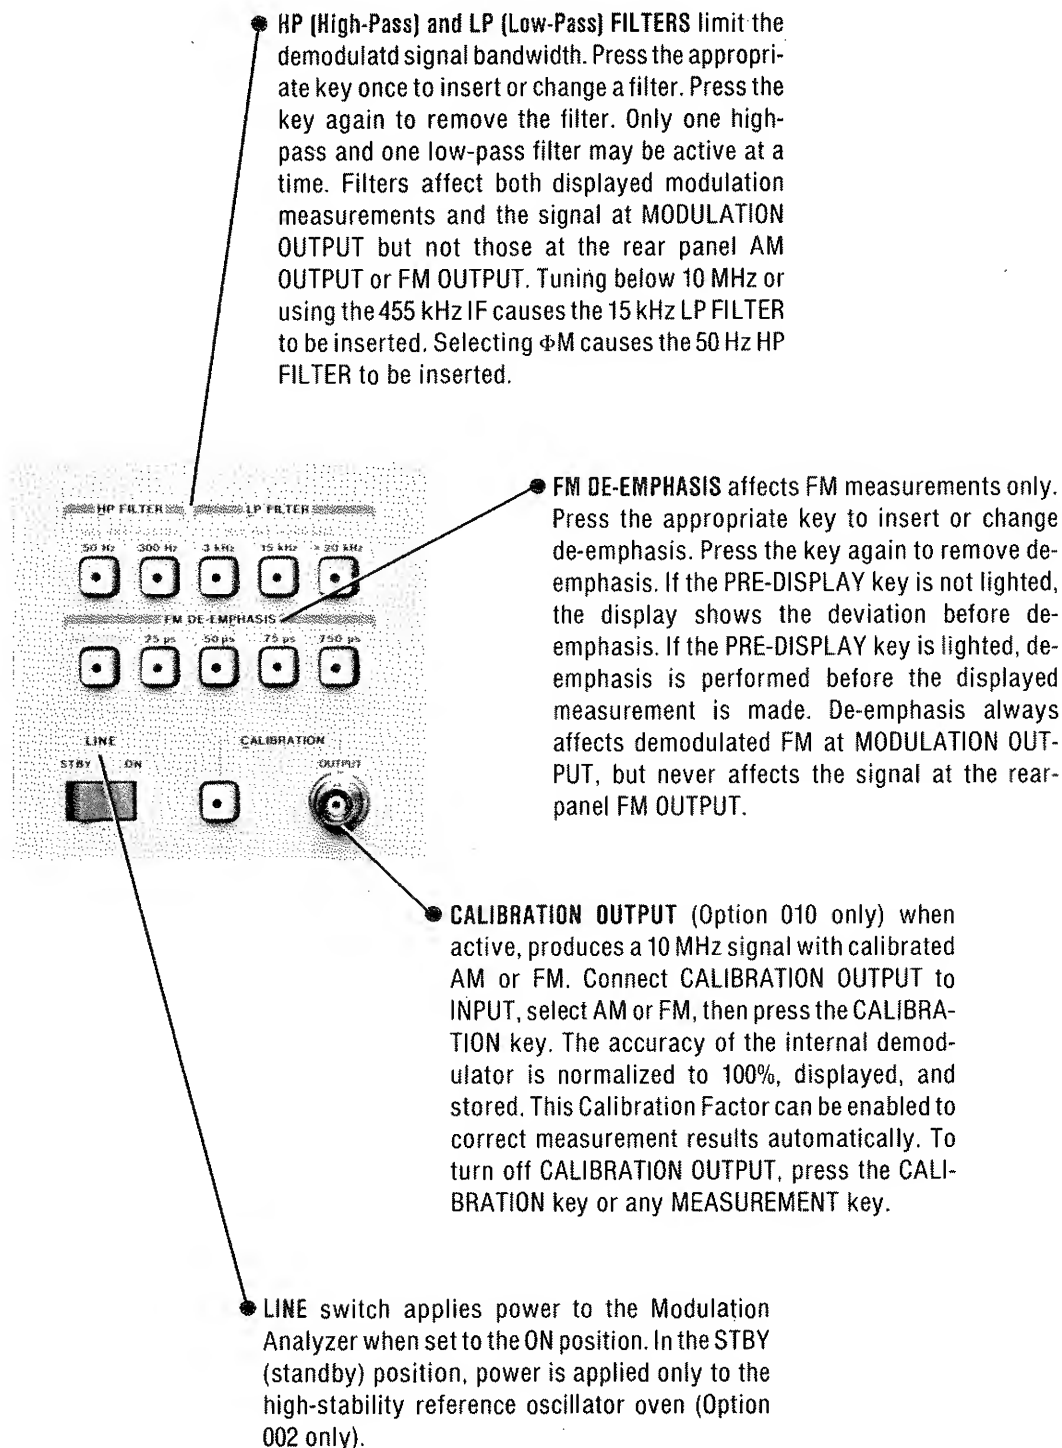 HP (High-Pass) and LP (Low-Pass) FILTERS limit the
demodulatd signal bandwidth. Press the appropri-
ate key once to insert or change a filter. Press the
key again to remove the filter. Only one high-
pass and one low-pass filter may be active at a
time. Filters affect both displayed modulation
measurements and the signal at MODULATION
OUTPUT but not those at the rear panel AM
OUTPUT or FM OUTPUT. Tuning below 10 MHz or
using the 455 kHz IF causes the 15 kHz LP FILTER
to be inserted. Selecting ΦM causes the 50 Hz HP
FILTER to be inserted.
HP FILTER LP FILTER
50 Hz 300 Hz 3 kHz 15 kHz > 20 kHz
FM DE-EMPHASIS
25 µs 50 µs 75 µs 750 µs
LINE CALIBRATION
STBY ON OUTPUT
FM DE-EMPHASIS affects FM measurements only.
Press the appropriate key to insert or change
de-emphasis. Press the key again to remove de-
emphasis. If the PRE-DISPLAY key is not lighted,
the display shows the deviation before de-
emphasis. If the PRE-DISPLAY key is lighted, de-
emphasis is performed before the displayed
measurement is made. De-emphasis always
affects demodulated FM at MODULATION OUT-
PUT, but never affects the signal at the rear-
panel FM OUTPUT.
CALIBRATION OUTPUT (Option 010 only) when
active, produces a 10 MHz signal with calibrated
AM or FM. Connect CALIBRATION OUTPUT to
INPUT, select AM or FM, then press the CALIBRA-
TION key. The accuracy of the internal demod-
ulator is normalized to 100%, displayed, and
stored. This Calibration Factor can be enabled to
correct measurement results automatically. To
turn off CALIBRATION OUTPUT, press the CALI-
BRATION key or any MEASUREMENT key.
LINE switch applies power to the Modulation
Analyzer when set to the ON position. In the STBY
(standby) position, power is applied only to the
high-stability reference oscillator oven (Option
002 only).